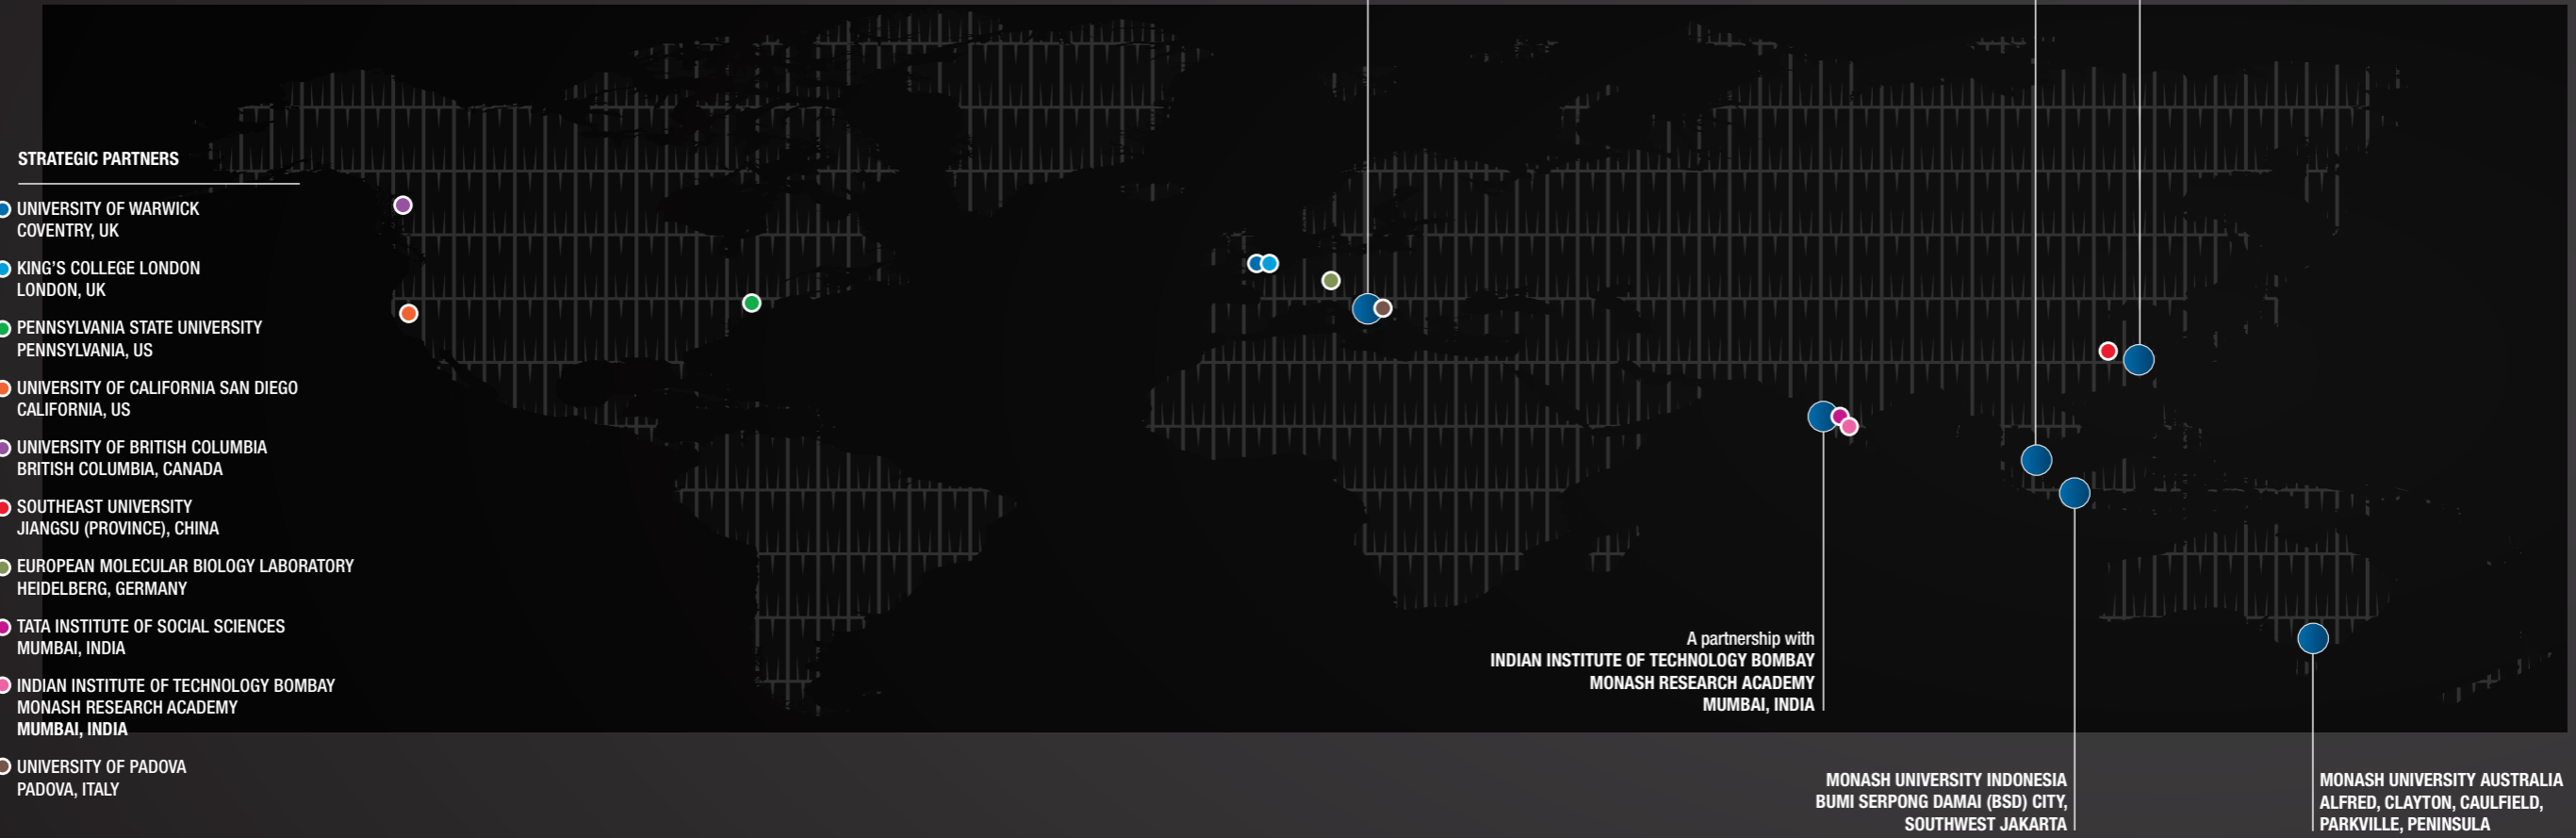 STRATEGIC PARTNERS
UNIVERSITY OF WARWICK
COVENTRY, UK
KING'S COLLEGE LONDON
LONDON, UK
PENNSYLVANIA STATE UNIVERSITY
PENNSYLVANIA, US
UNIVERSITY OF CALIFORNIA SAN DIEGO
CALIFORNIA, US
UNIVERSITY OF BRITISH COLUMBIA
BRITISH COLUMBIA, CANADA
SOUTHEAST UNIVERSITY
JIANGSU (PROVINCE), CHINA
EUROPEAN MOLECULAR BIOLOGY LABORATORY
HEIDELBERG, GERMANY
TATA INSTITUTE OF SOCIAL SCIENCES
MUMBAI, INDIA
INDIAN INSTITUTE OF TECHNOLOGY BOMBAY
MONASH RESEARCH ACADEMY
MUMBAI, INDIA
UNIVERSITY OF PADOVA
PADOVA, ITALY
A partnership with
INDIAN INSTITUTE OF TECHNOLOGY BOMBAY
MONASH RESEARCH ACADEMY
MUMBAI, INDIA
MONASH UNIVERSITY INDONESIA
BUMI SERPONG DAMAI (BSD) CITY,
SOUTHWEST JAKARTA
MONASH UNIVERSITY AUSTRALIA
ALFRED, CLAYTON, CAULFIELD,
PARKVILLE, PENINSULA